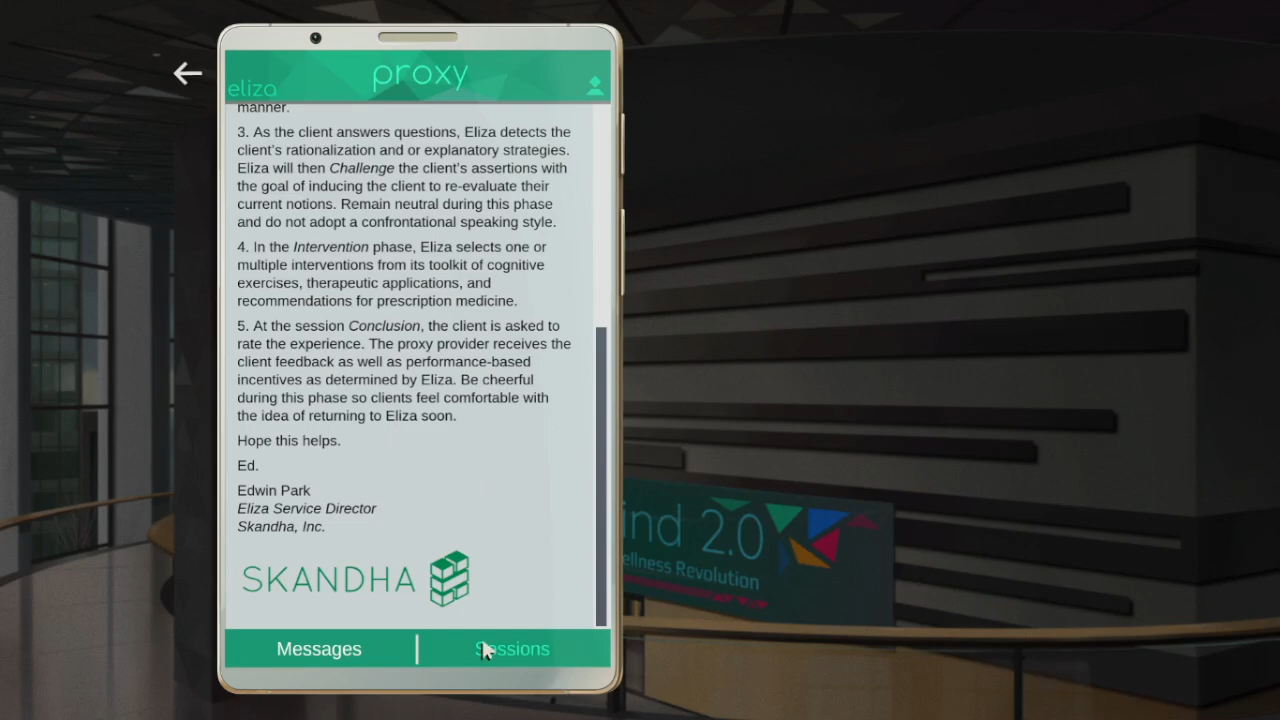 proxy
eliza
manner.
3. As the client answers questions, Eliza detects the
client's rationalization and or explanatory strategies.
Eliza will then Challenge the client's assertions with
the goal of inducing the client to re-evaluate their
current notions. Remain neutral during this phase
and do not adopt a confrontational speaking style.
4. In the Intervention phase, Eliza selects one or
multiple interventions from its toolkit of cognitive
exercises, therapeutic applications, and
recommendations for prescription medicine.
5. At the session Conclusion, the client is asked to
rate the experience. The proxy provider receives the
client feedback as well as performance-based
incentives as determined by Eliza. Be cheerful
during this phase so clients feel comfortable with
the idea of returning to Eliza soon.
Hope this helps.
Ed.
Edwin Park
Eliza Service Director
Skandha, Inc.
SKANDHA
Messages
Sessions
ind 2.0
ellness Revolution